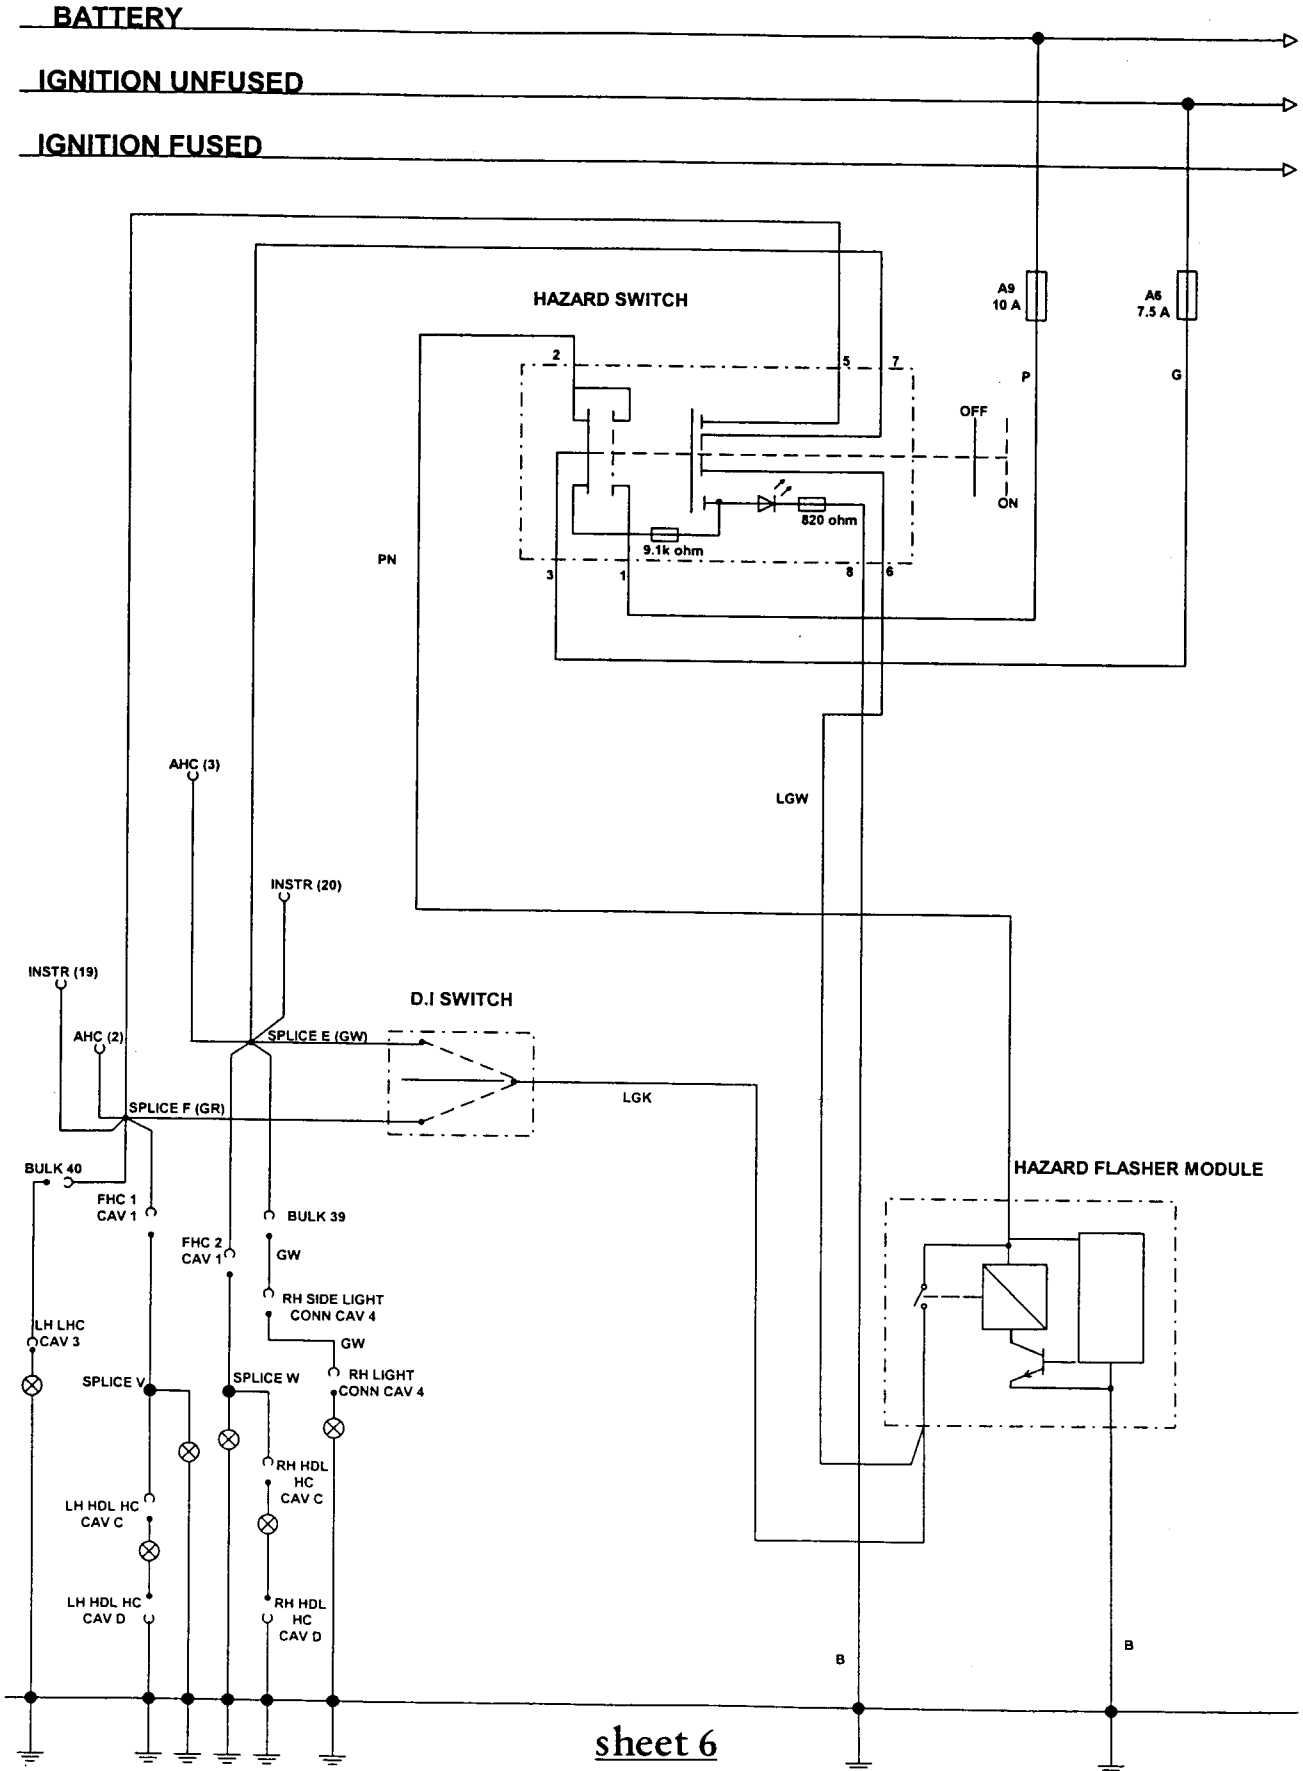 BATTERY
IGNITION UNFUSED
IGNITION FUSED
HAZARD SWITCH
A9
10 A
A6
7.5 A
2
5
7
P
G
OFF
ON
820 ohm
9.1k ohm
PN
3
1
8
6
AHC (3)
LGW
INSTR (20)
INSTR (19)
D.I SWITCH
AHC (2)
SPLICE E (GW)
LGK
SPLICE F (GR)
BULK 40
HAZARD FLASHER MODULE
FHC 1
CAV 1
BULK 39
FHC 2
CAV 1
GW
RH SIDE LIGHT
CONN CAV 4
LH LHC
CAV 3
GW
SPLICE V
SPLICE W
RH LIGHT
CONN CAV 4
RH HDL
HC
CAV C
LH HDL HC
CAV C
LH HDL HC
CAV D
RH HDL
HC
CAV D
B
B
sheet 6